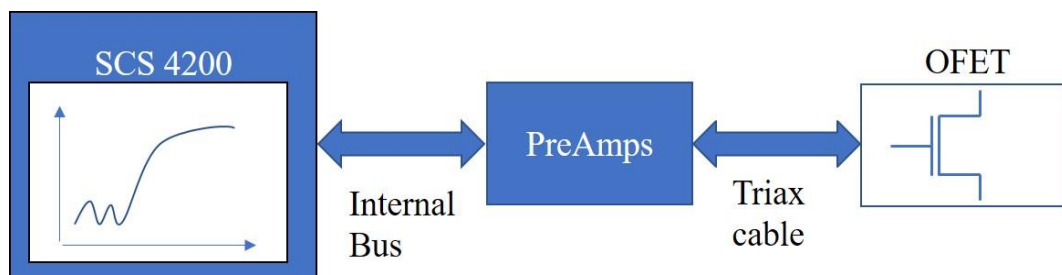 SCS 4200
OFET
PreAmps
Internal
Bus
Triax
cable